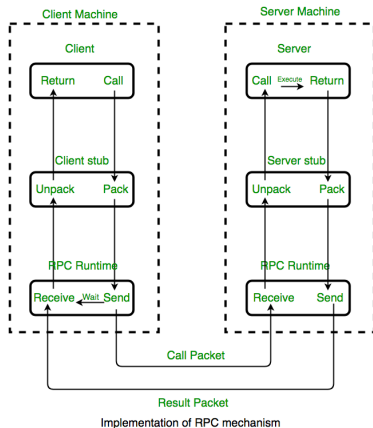 Client Machine
Server Machine
Client
Server
Return Call
Call Execute Return
Client stub
Server stub
Unpack Pack
Unpack Pack
RPC Runtime
RPC Runtime
Receive Wait Send
Receive Send
Call Packet
Result Packet
Implementation of RPC mechanism